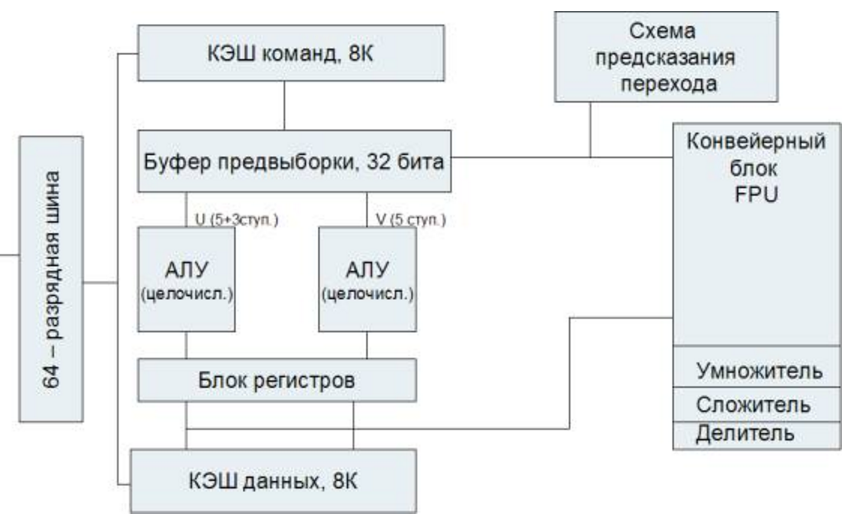 КЭШ команд, 8К
Схема
предсказания
перехода
Буфер предвыборки, 32 бита
Конвейерный
блок
FPU
64 – разрядная шина
U (5+3ступ.)
V (5 ступ.)
АЛУ
(целочисл.)
АЛУ
(целочисл.)
Блок регистров
Умножитель
Сложитель
Делитель
КЭШ данных, 8К